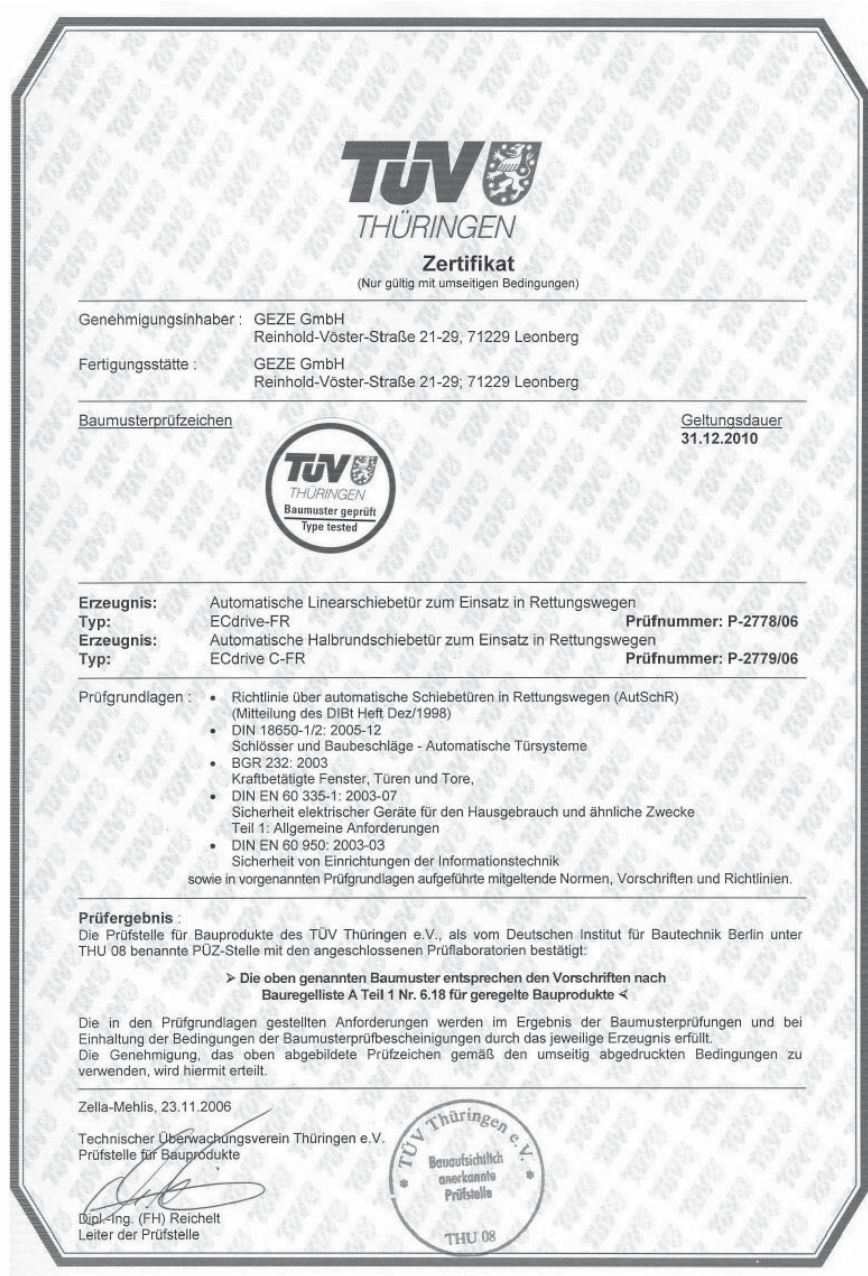 TÜV
THÜRINGEN
Zertifikat
(Nur gültig mit umseitigen Bedingungen)
Genehmigungsinhaber : GEZE GmbH
Reinhold-Vöster-Straße 21-29, 71229 Leonberg
Fertigungsstätte : GEZE GmbH
Reinhold-Vöster-Straße 21-29; 71229 Leonberg
Baumusterprüfzeichen
Geltungsdauer
31.12.2010
TÜV
THÜRINGEN
Baumuster geprüft
Type tested
Erzeugnis: Automatische Linearschiebetür zum Einsatz in Rettungswegen
Typ: ECdrive-FR Prüfnummer: P-2778/06
Erzeugnis: Automatische Halbrundschiebetür zum Einsatz in Rettungswegen
Typ: ECdrive C-FR Prüfnummer: P-2779/06
Prüfgrundlagen : • Richtlinie über automatische Schiebetüren in Rettungswegen (AutSchR)
(Mitteilung des DIBt Heft Dez/1998)
• DIN 18650-1/2: 2005-12
Schlösser und Baubeschläge - Automatische Türsysteme
• BGR 232: 2003
Kraftbetätigte Fenster, Türen und Tore,
• DIN EN 60 335-1: 2003-07
Sicherheit elektrischer Geräte für den Hausgebrauch und ähnliche Zwecke
Teil 1: Allgemeine Anforderungen
• DIN EN 60 950: 2003-03
Sicherheit von Einrichtungen der Informationstechnik
sowie in vorgenannten Prüfgrundlagen aufgeführte mitgeltende Normen, Vorschriften und Richtlinien.
Prüfergebnis :
Die Prüfstelle für Bauprodukte des TÜV Thüringen e.V., als vom Deutschen Institut für Bautechnik Berlin unter
THU 08 benannte PÜZ-Stelle mit den angeschlossenen Prüflaboratorien bestätigt:
➢ Die oben genannten Baumuster entsprechen den Vorschriften nach
Bauregelliste A Teil 1 Nr. 6.18 für geregelte Bauprodukte <
Die in den Prüfgrundlagen gestellten Anforderungen werden im Ergebnis der Baumusterprüfungen und bei
Einhaltung der Bedingungen der Baumusterprüfbescheinigungen durch das jeweilige Erzeugnis erfüllt.
Die Genehmigung, das oben abgebildete Prüfzeichen gemäß den umseitig abgedruckten Bedingungen zu
verwenden, wird hiermit erteilt.
Zella-Mehlis, 23.11.2006
Technischer Überwachungsverein Thüringen e.V.
Prüfstelle für Bauprodukte
Dipl.-Ing. (FH) Reichelt
Leiter der Prüfstelle
TÜV Thüringen e.V.
Bauaufsichtlich
anerkannte
Prüfstelle
THU 08